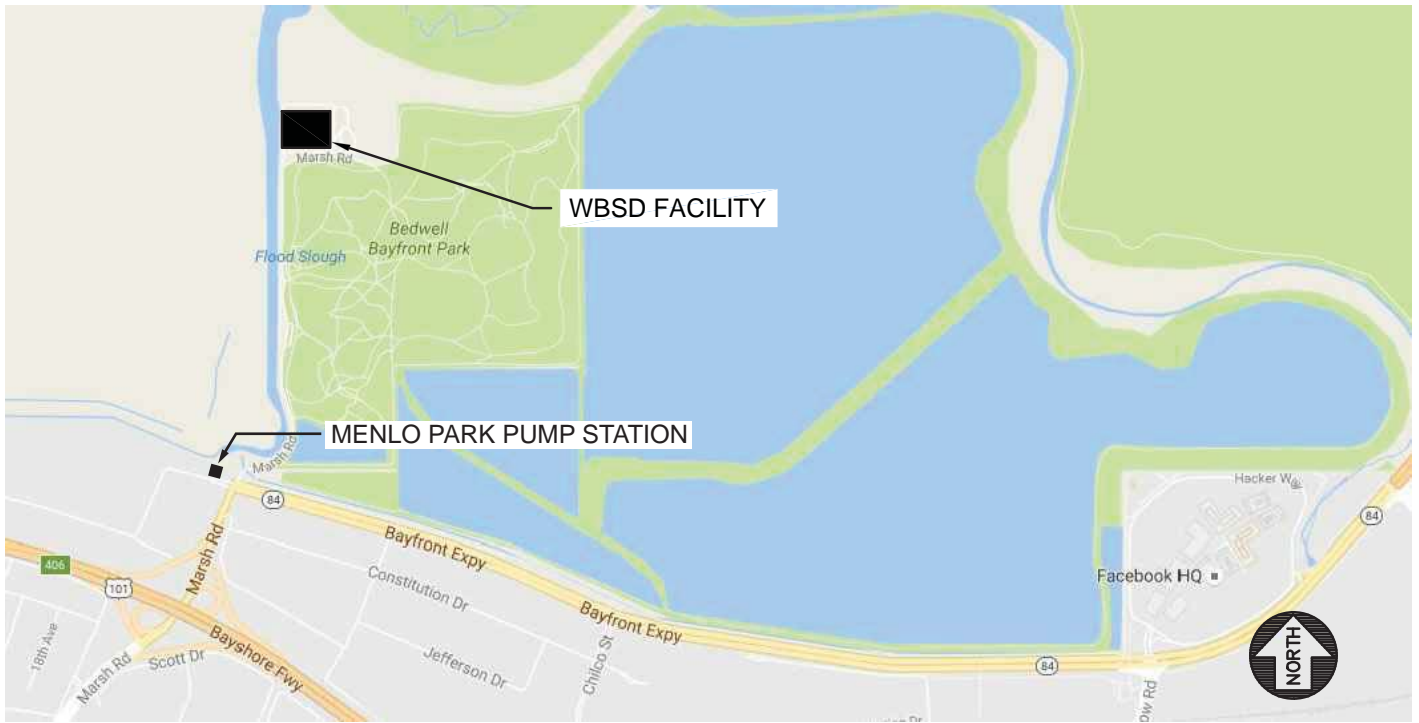 Marsh Rd
WBSD FACILITY
Bedwell
Bayfront Park
Flood Slough
MENLO PARK PUMP STATION
Marsh Rd
Hacker W
84
84
Bayfront Expy
Marsh Rd
406
101
Constitution Dr
Facebook HQ
Bayfront Expy
18th Ave
Bayshore Fwy
Scott Dr
Marsh Rd
Jefferson Dr
Chilco St
84
NORTH